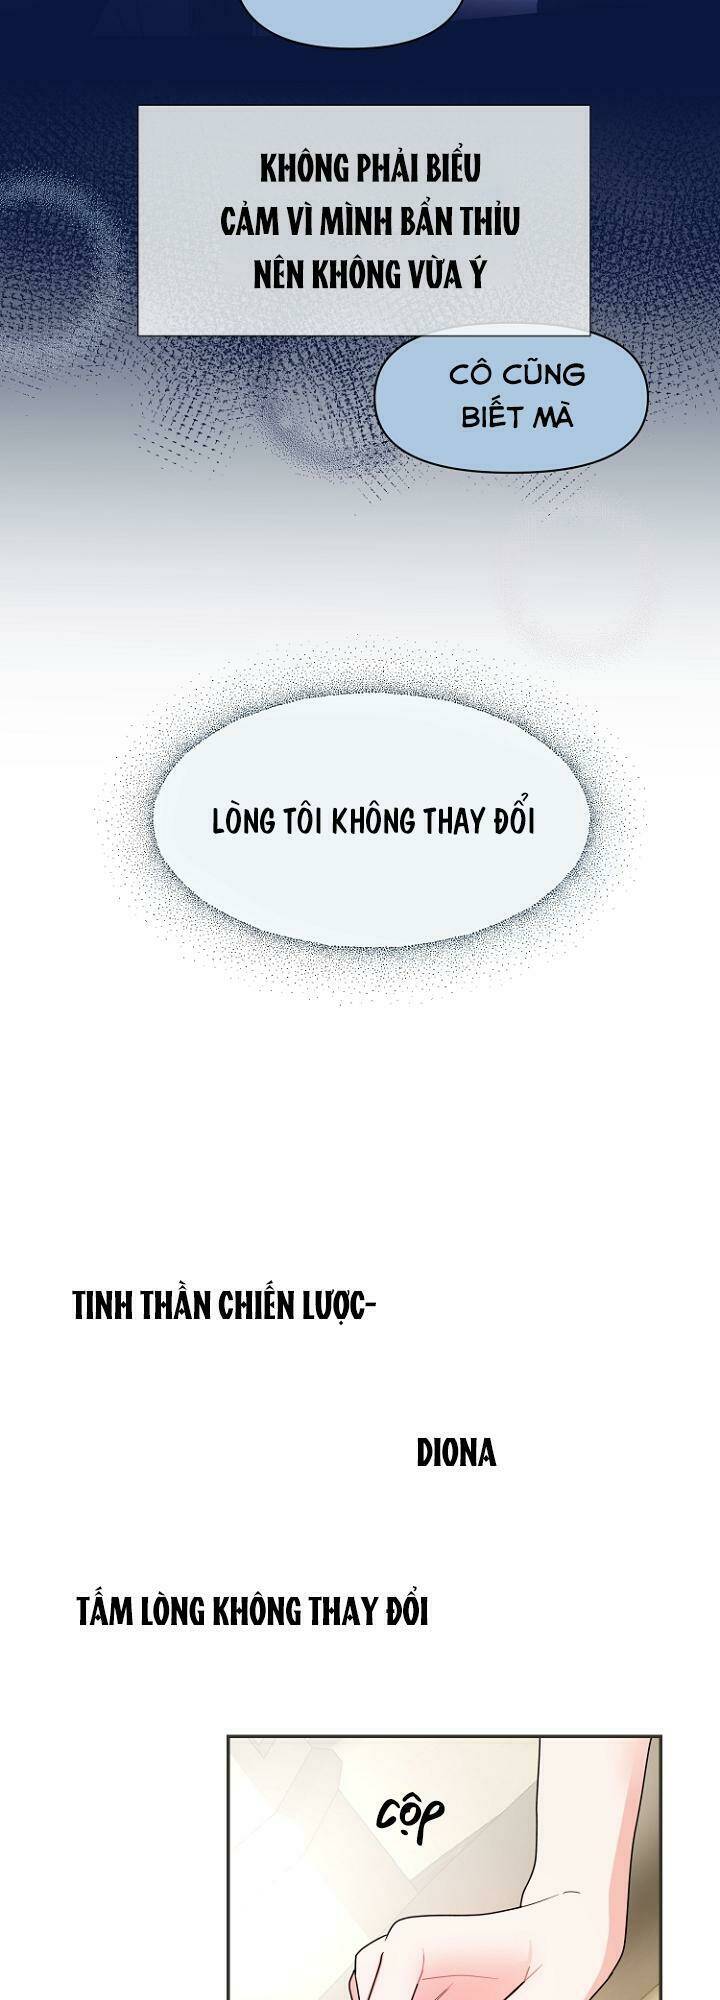 KHÔNG PHẢI BIỂU
CẢM VÌ MÌNH BẨN THỈU
NÊN KHÔNG VỪA Ý
CÔ CŨNG
BIẾT MÀ
LÒNG TÔI KHÔNG THAY ĐỔI
TINH THẦN CHIẾN LƯỢC-
DIONA
TẤM LÒNG KHÔNG THAY ĐỔI
CỘP